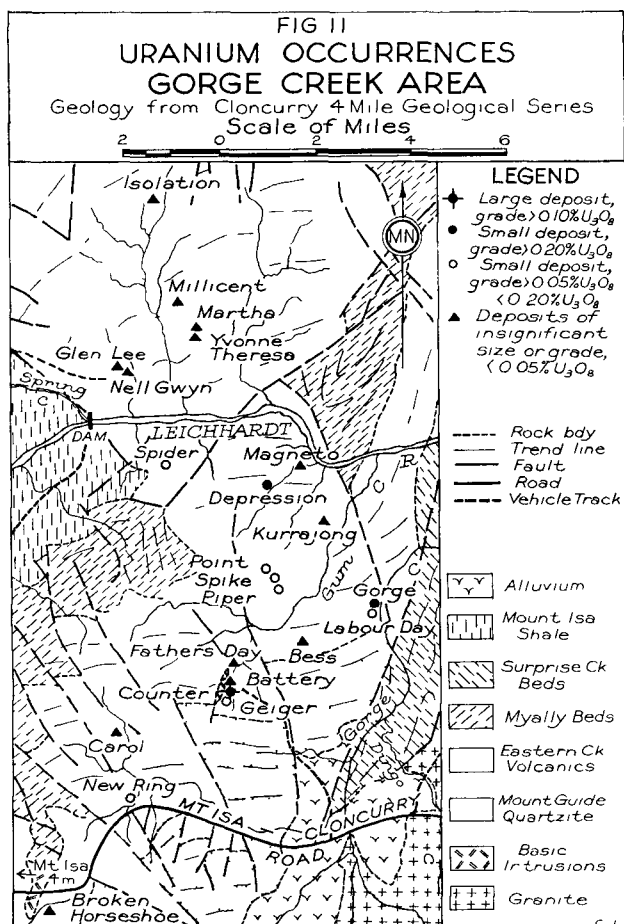 FIG 11
URANIUM OCCURRENCES
GORGE CREEK AREA
Geology from Cloncurry 4 Mile Geological Series
Scale of Miles
2 0 2 4 6
Isolation
Millicent
Martha
Yvonne
Theresa
Glen Lee
Nell Gwyn
Spring
C
DAM
LEICHHARDT
R
Spider
Magneto
Depression
Kurrajong
C
Gum
Point
Spike
Piper
Gorge
Labour Day
C
Bess
Fathers Day
Battery
Counter
Geiger
Gorge
Carol
New Ring
MT ISA – CLONCURRY
ROAD
Mt Isa
4m
Broken
Horseshoe
MN
LEGEND
Large deposit,
grade>0 10% U3O8
Small deposit,
grade>0 20% U3O8
Small deposit,
grade>0 05% U3O8
<0 20% U3O8
Deposits of
insignificant
size or grade,
<0 05% U3O8
Rock bdy
Trend line
Fault
Road
Vehicle Track
Alluvium
Mount Isa
Shale
Surprise Ck
Beds
Myally Beds
Eastern Ck
Volcanics
Mount Guide
Quartzite
Basic
Intrusions
Granite